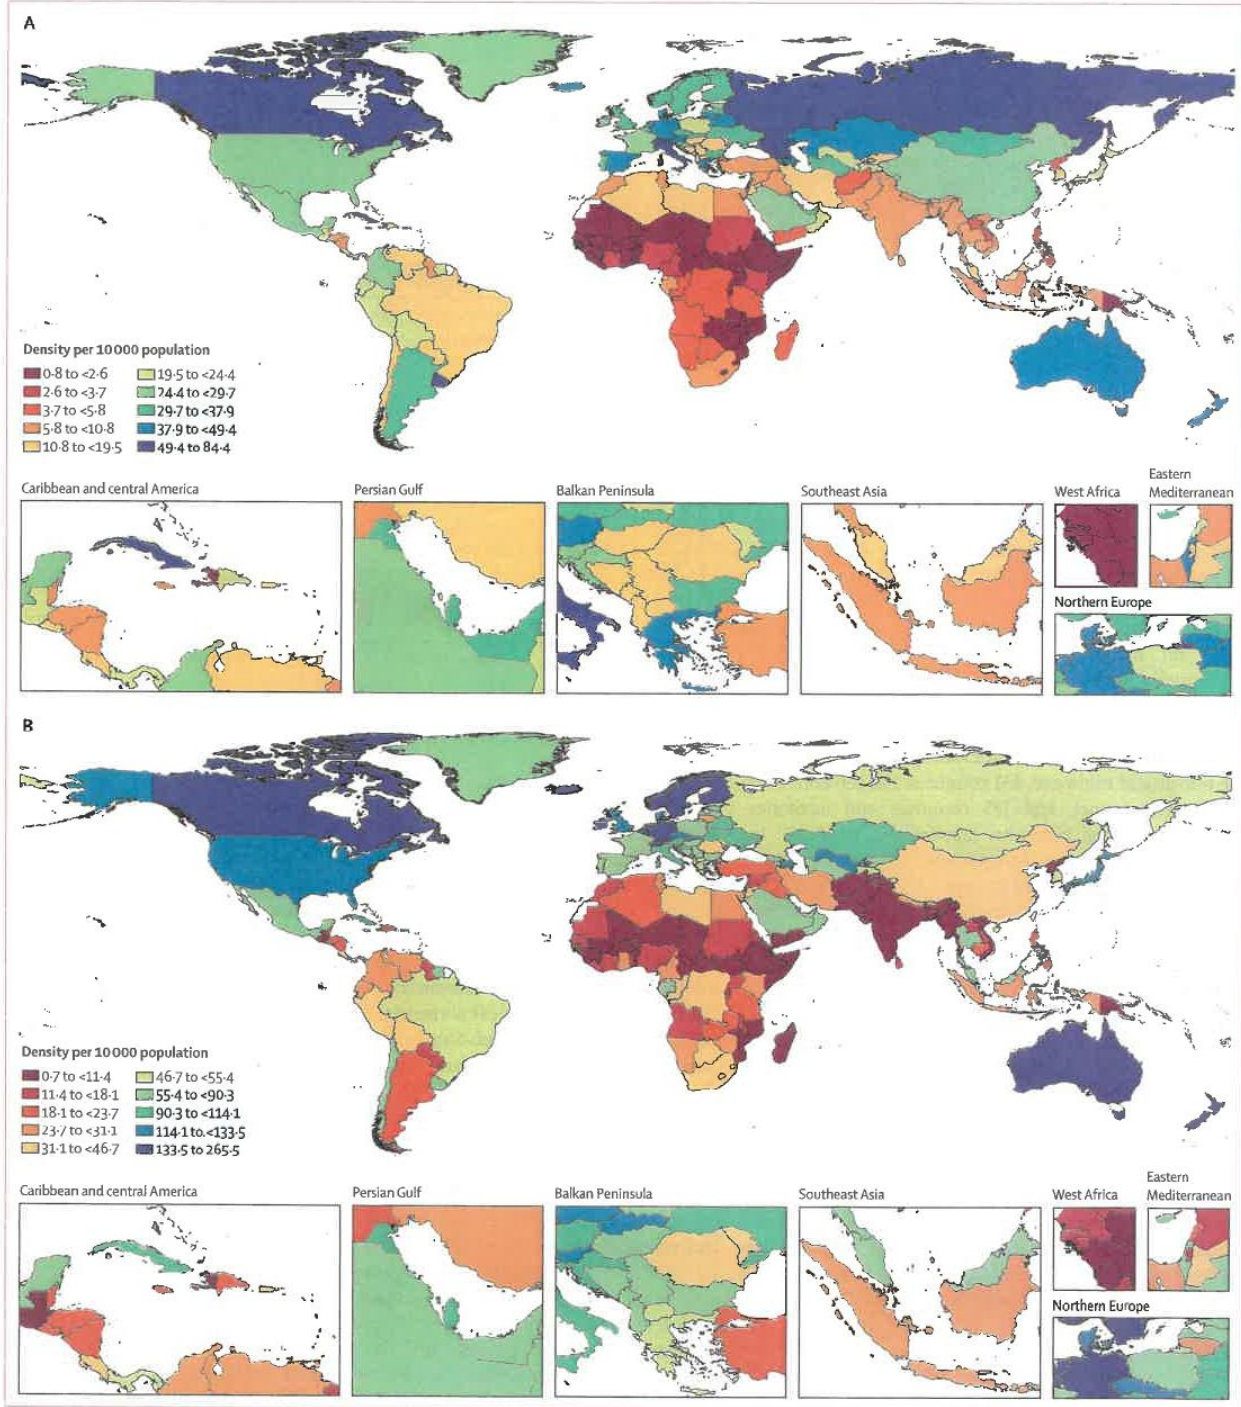 A
Density per 10 000 population
0·8 to <2·6
2·6 to <3·7
3·7 to <5·8
5·8 to <10·8
10·8 to <19·5
19·5 to <24·4
24·4 to <29·7
29·7 to <37·9
37·9 to <49·4
49·4 to 84·4
Caribbean and central America
Persian Gulf
Balkan Peninsula
Southeast Asia
West Africa
Eastern
Mediterranean
Northern Europe
B
Density per 10 000 population
0·7 to <11·4
11·4 to <18·1
18·1 to <23·7
23·7 to <31·1
31·1 to <46·7
46·7 to <55·4
55·4 to <90·3
90·3 to <114·1
114·1 to.<133·5
133·5 to 265·5
Caribbean and central America
Persian Gulf
Balkan Peninsula
Southeast Asia
West Africa
Eastern
Mediterranean
Northern Europe